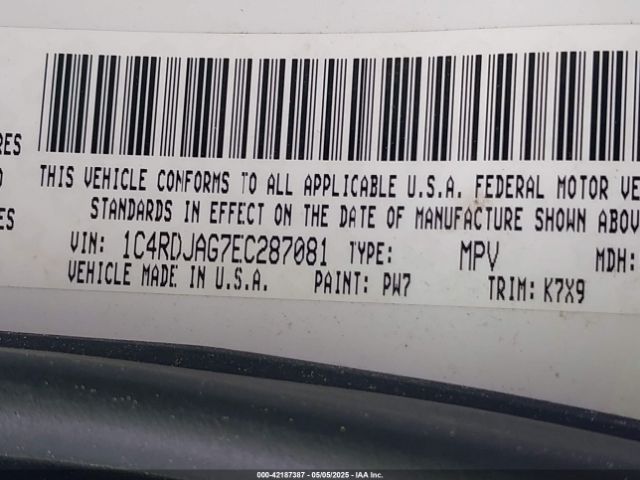 RES
ES
THIS VEHICLE CONFORMS TO ALL APPLICABLE U.S.A. FEDERAL MOTOR VE
STANDARDS IN EFFECT ON THE DATE OF MANUFACTURE SHOWN ABOV
VIN: 1C4RDJAG7EC287081 TYPE: MPV MDH:
VEHICLE MADE IN U.S.A. PAINT: PW7 TRIM: K7X9
000-42187387 - 05/05/2025 - IAA Inc.